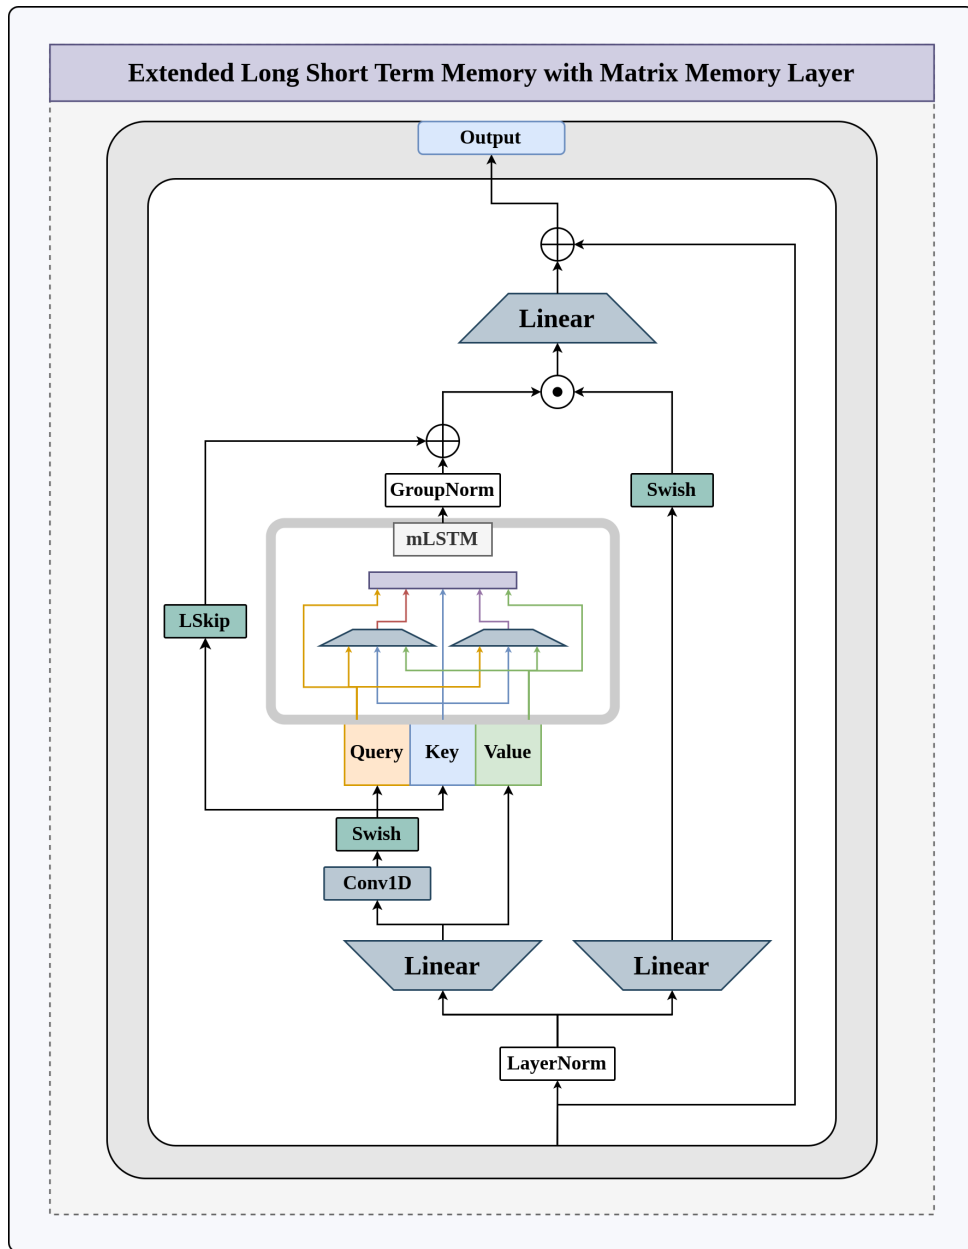 Extended Long Short Term Memory with Matrix Memory Layer
Output
Linear
GroupNorm
Swish
mLSTM
LSkip
Query
Key
Value
Swish
Conv1D
Linear
Linear
LayerNorm